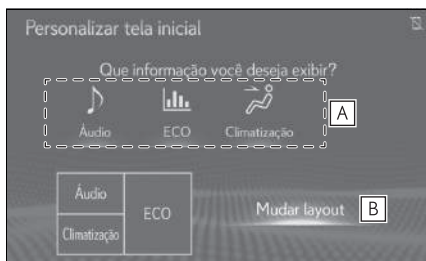 Personalizar tela inicial
Que informação você deseja exibir?
Áudio ECO Climatização
A
Áudio
ECO
Climatização
Mudar layout
B